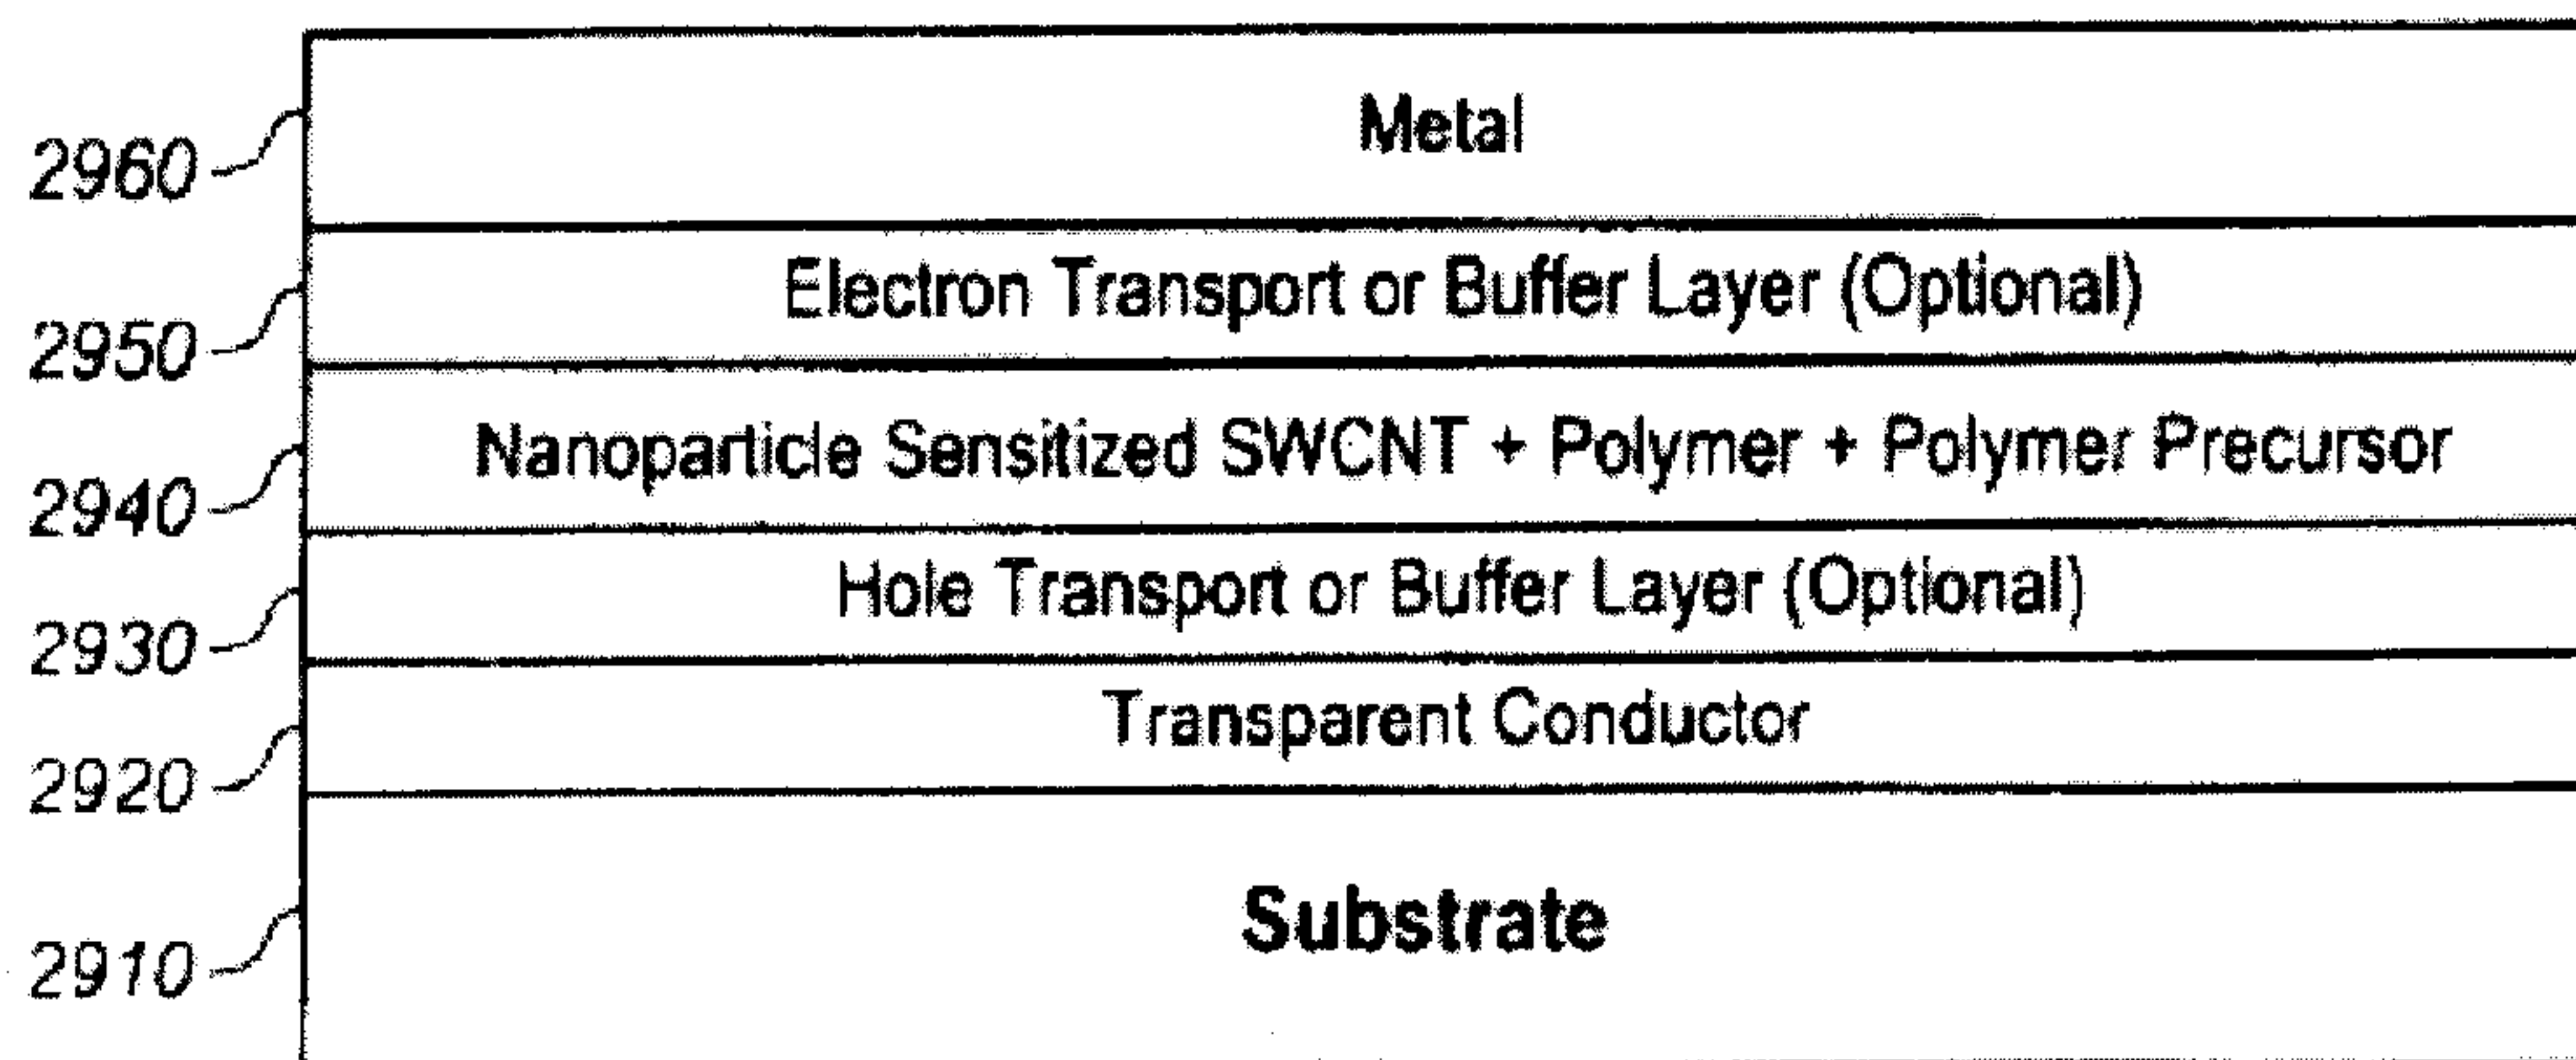 Metal
2960
Electron Transport or Buffer Layer (Optional)
2950
Nanoparticle Sensitized SWCNT + Polymer + Polymer Precursor
2940
Hole Transport or Buffer Layer (Optional)
2930
Transparent Conductor
2920
Substrate
2910